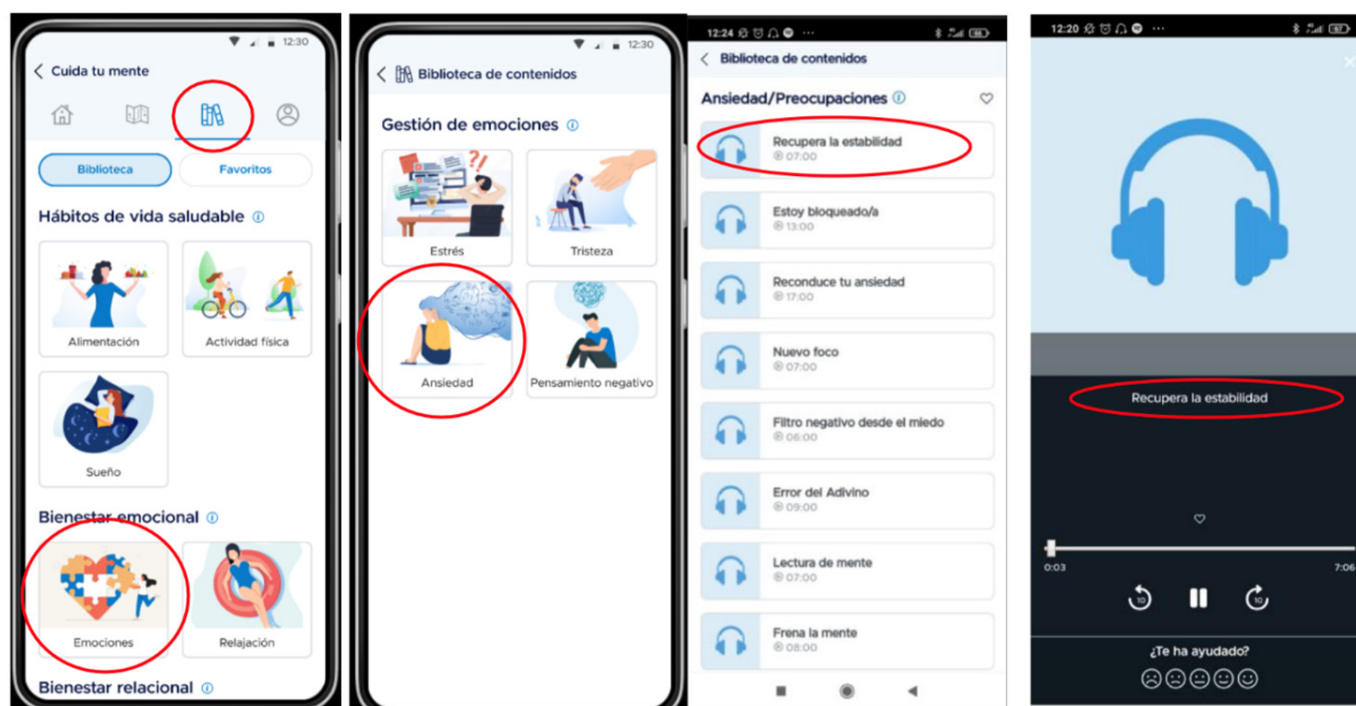 12:30
Cuida tu mente
Biblioteca
Favoritos
Hábitos de vida saludable
Alimentación
Actividad física
Sueño
Bienestar emocional
Emociones
Relajación
Bienestar relacional
12:30
Biblioteca de contenidos
Gestión de emociones
?!
Estrés
Tristeza
Ansiedad
Pensamiento negativo
12:24
Biblioteca de contenidos
Ansiedad/Preocupaciones
Recupera la estabilidad
07:00
Estoy bloqueado/a
13:00
Reconduce tu ansiedad
17:00
Nuevo foco
07:00
Filtro negativo desde el miedo
06:00
Error del Adivino
09:00
Lectura de mente
07:00
Frena la mente
08:00
12:20
Recupera la estabilidad
0:03
7:06
10
10
¿Te ha ayudado?